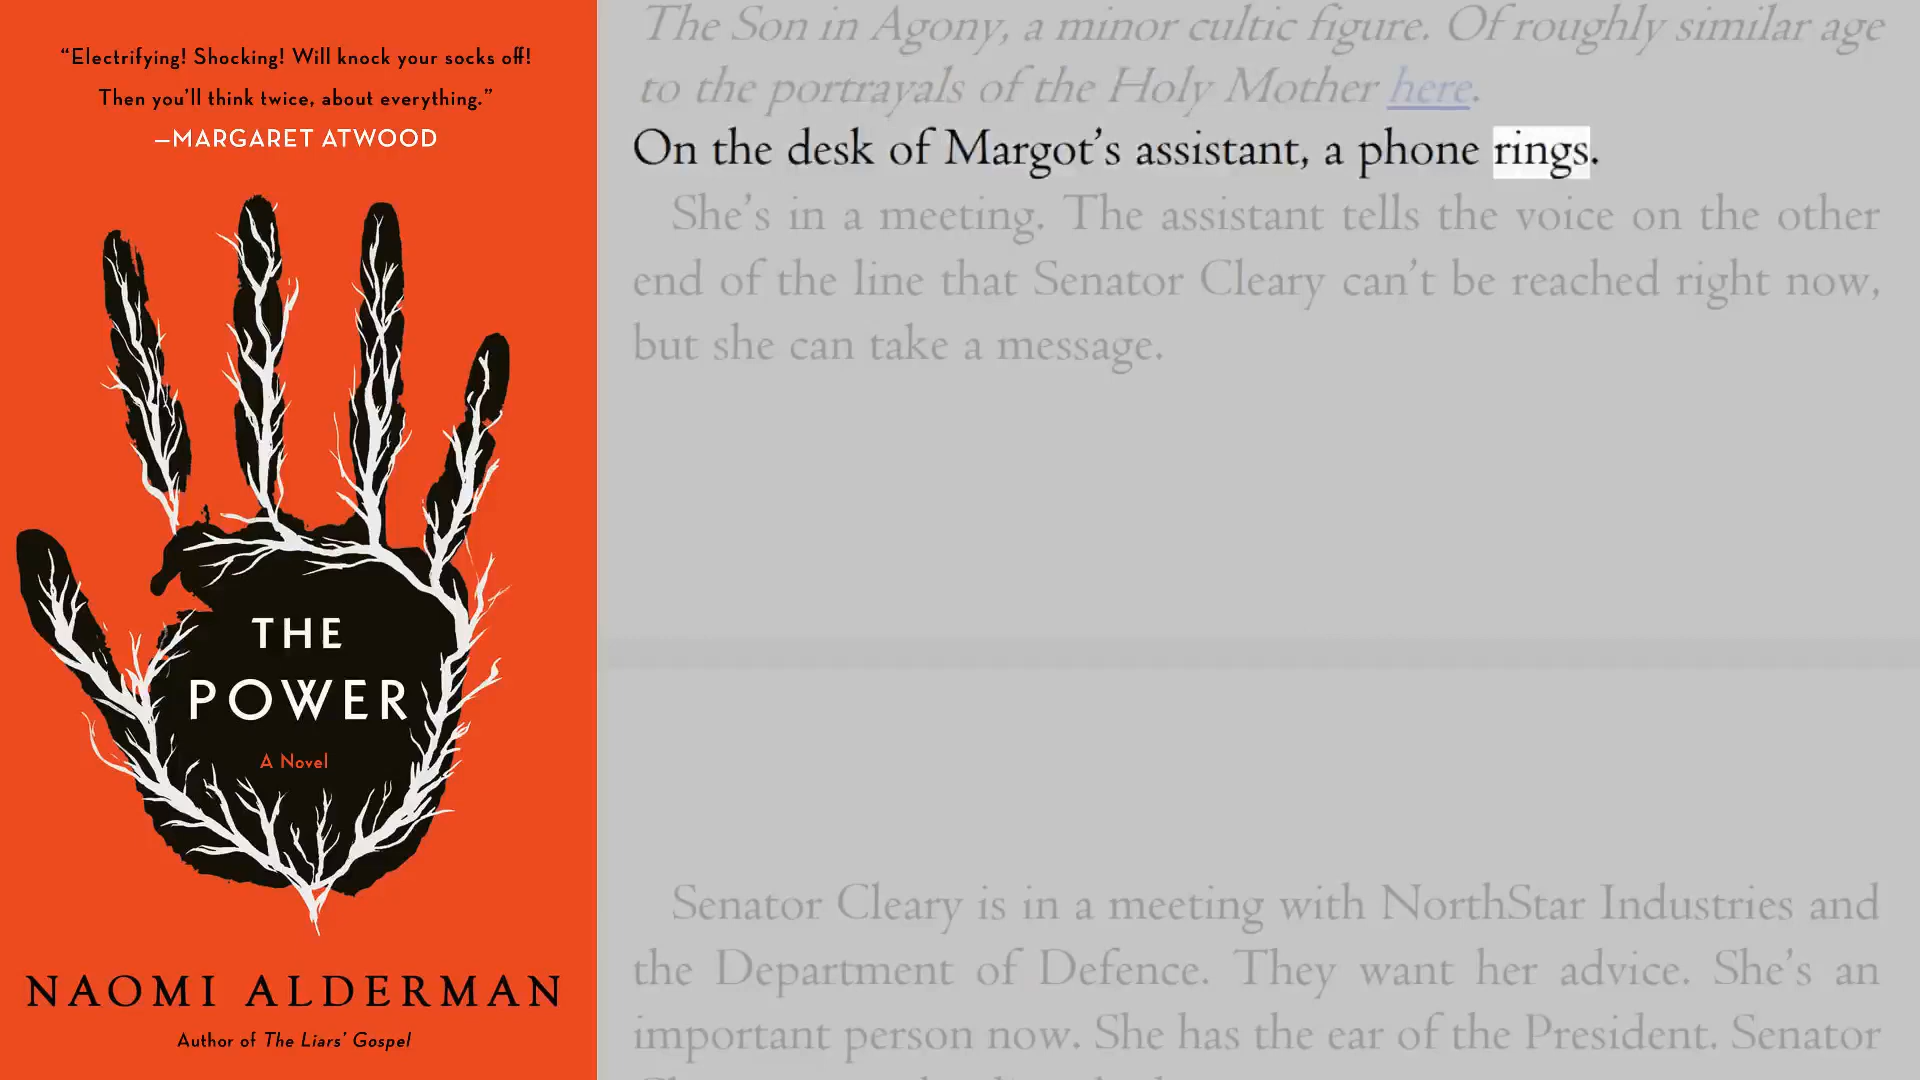 “Electrifying! Shocking! Will knock your socks off!
Then you’ll think twice, about everything.”
—MARGARET ATWOOD
THE
POWER
A Novel
NAOMI ALDERMAN
Author of The Liars’ Gospel
The Son in Agony, a minor cultic figure. Of roughly similar age
to the portrayals of the Holy Mother here.
On the desk of Margot’s assistant, a phone rings.
She’s in a meeting. The assistant tells the voice on the other
end of the line that Senator Cleary can’t be reached right now,
but she can take a message.
Senator Cleary is in a meeting with NorthStar Industries and
the Department of Defence. They want her advice. She’s an
important person now. She has the ear of the President. Senator